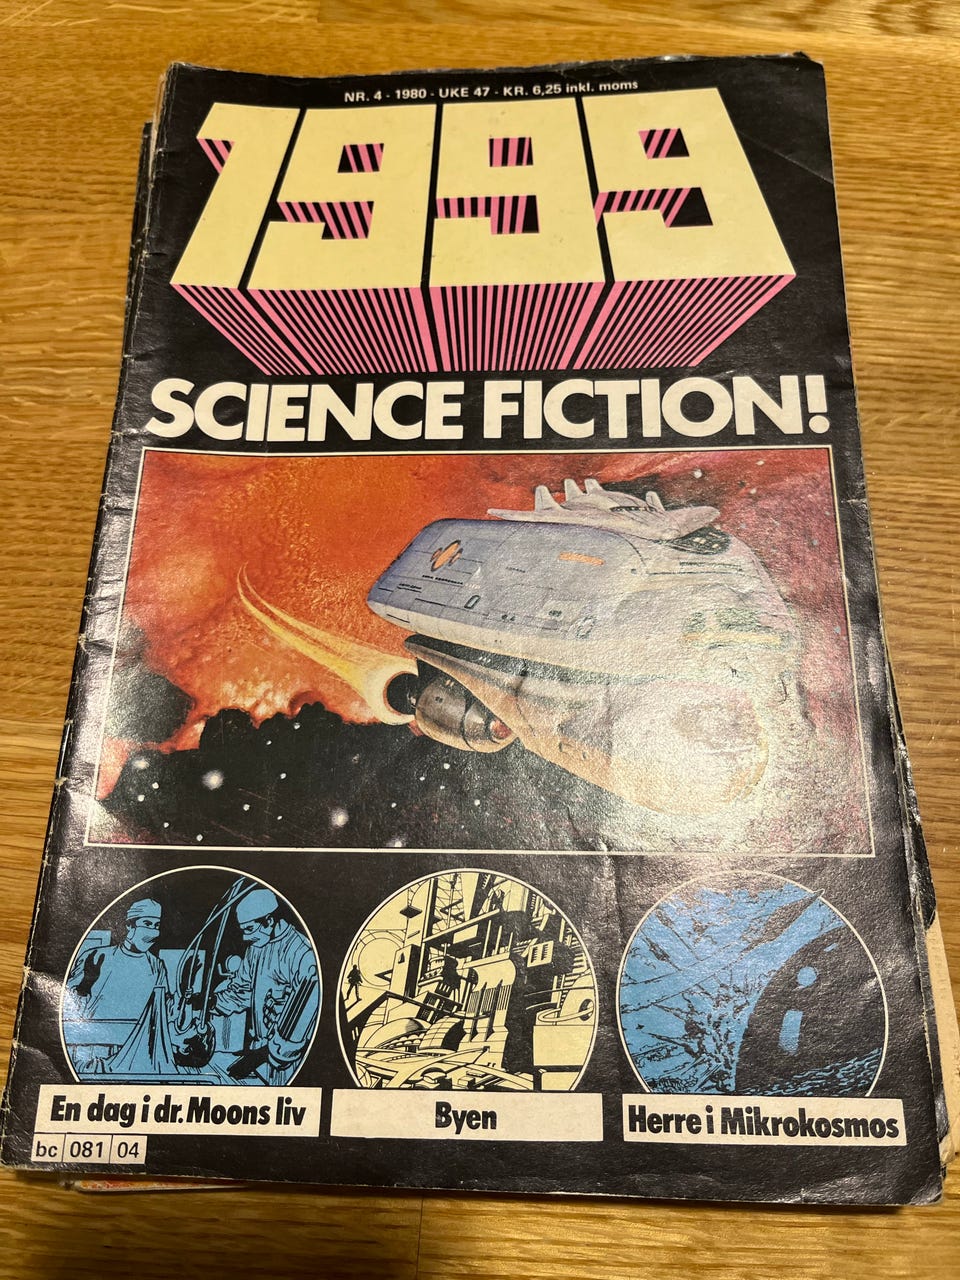 NR. 4 - 1980 - UKE 47 - KR. 6,25 inkl. moms
1999
SCIENCE FICTION!
En dag i dr. Moons liv
Byen
Herre i Mikrokosmos
bc 081 04